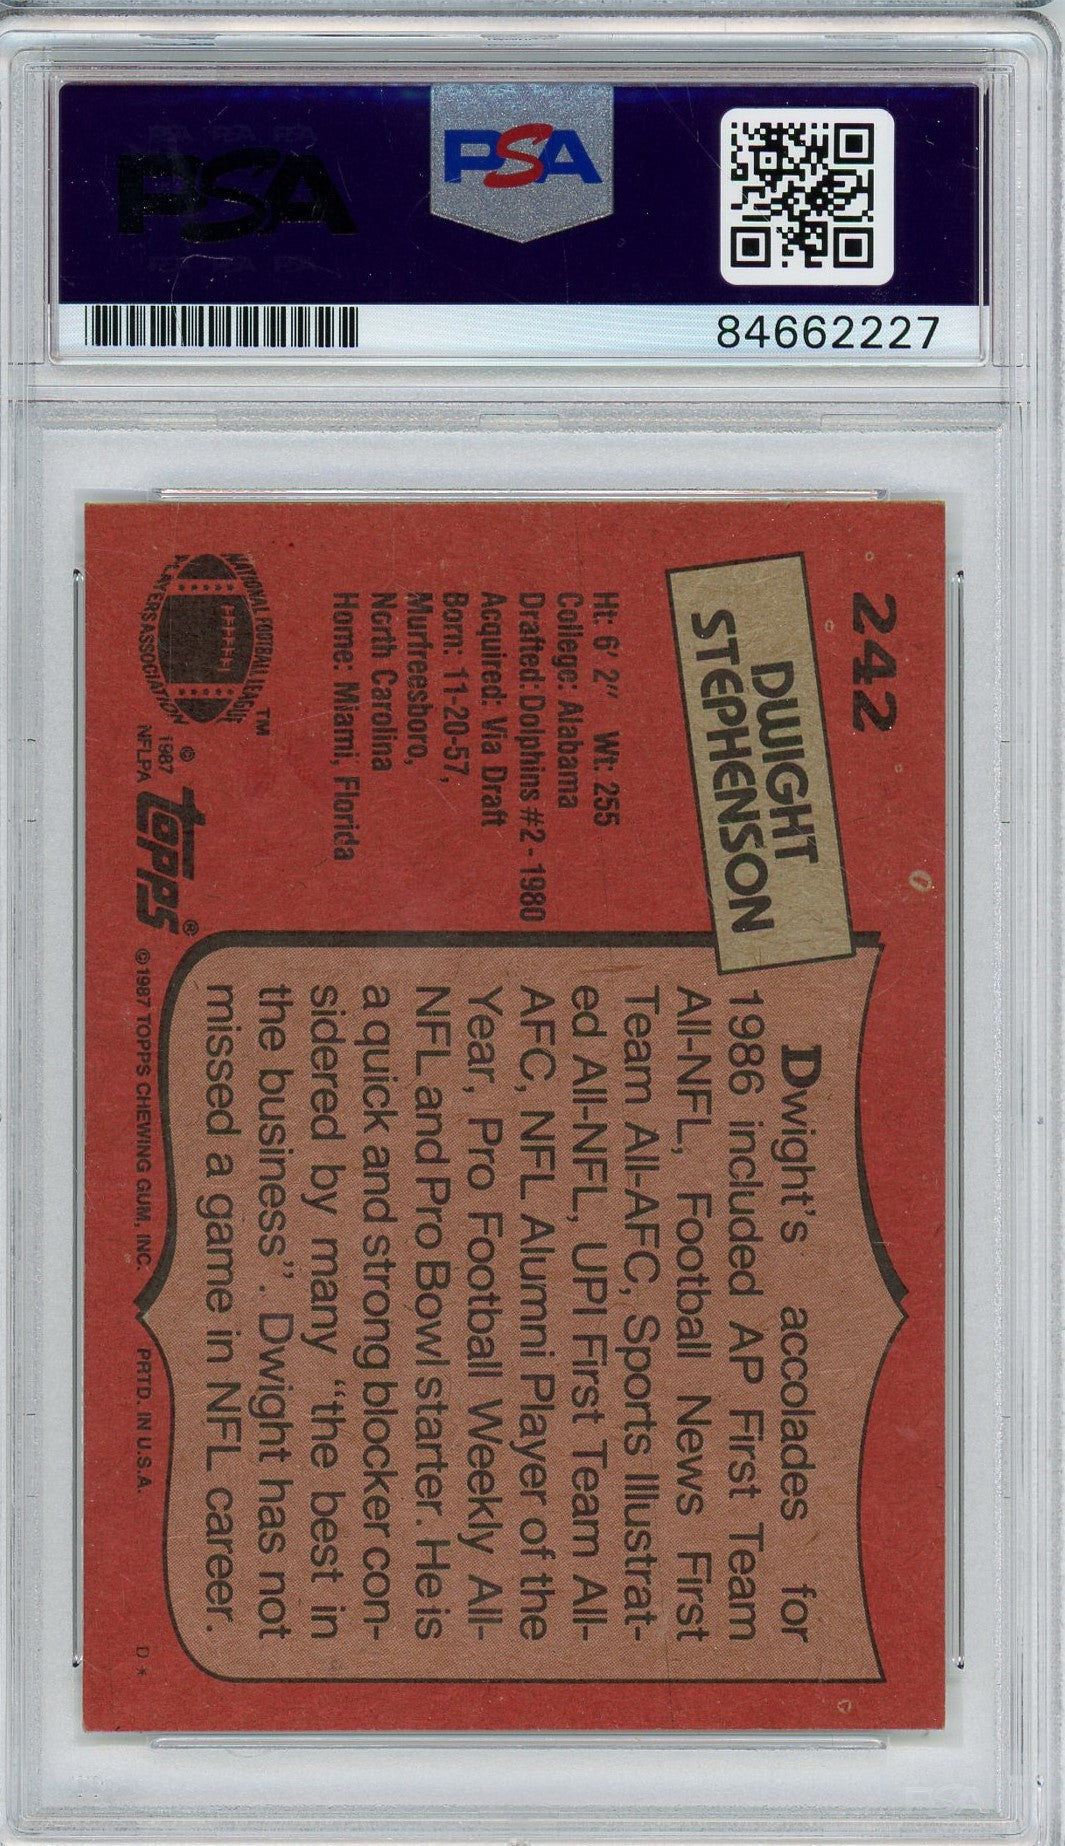 PSA
PSA
84662227
242
DWIGHT
STEPHENSON
Ht: 6' 2" Wt: 255
College: Alabama
Drafted: Dolphins #2 - 1980
Acquired: Via Draft
Born: 11-20-57,
Murfreesboro,
North Carolina
Home: Miami, Florida
NATIONAL FOOTBALL LEAGUE
PLAYERS ASSOCIATION
TM
© 1987
NFLPA
topps®
© 1987 TOPPS CHEWING GUM, INC. PRTD. IN U.S.A.
D*
Dwight's accolades for
1986 included AP First Team
All-NFL, Football News First
Team All-AFC, Sports Illustrat-
ed All-NFL, UPI First Team All-
AFC, NFL Alumni Player of the
Year, Pro Football Weekly All-
NFL and Pro Bowl starter. He is
a quick and strong blocker con-
sidered by many "the best in
the business". Dwight has not
missed a game in NFL career.